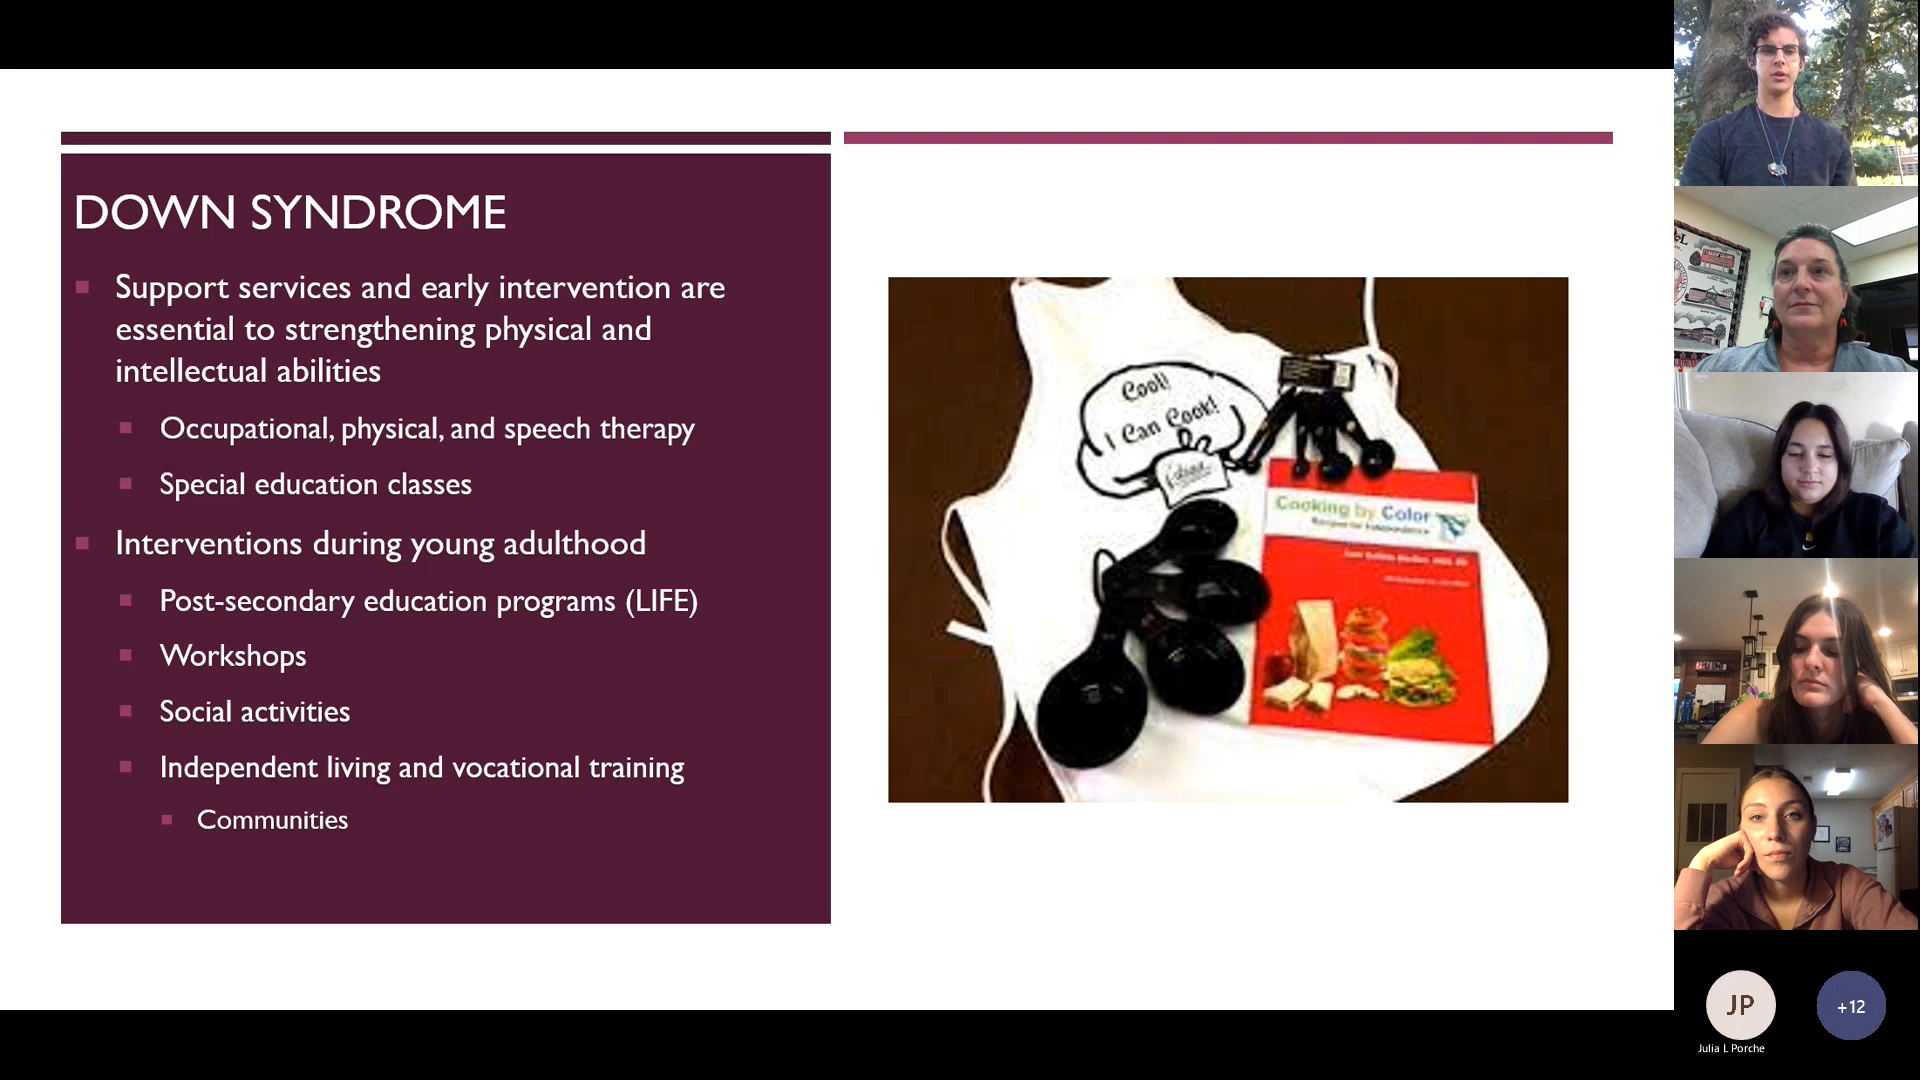 DOWN SYNDROME
Support services and early intervention are
essential to strengthening physical and
intellectual abilities
Occupational, physical, and speech therapy
Special education classes
Interventions during young adulthood
Post-secondary education programs (LIFE)
Workshops
Social activities
Independent living and vocational training
Communities
Cool!
I Can Cook!
Cooking by Color
Recipes for Independence
JP
+12
Julia L Porche